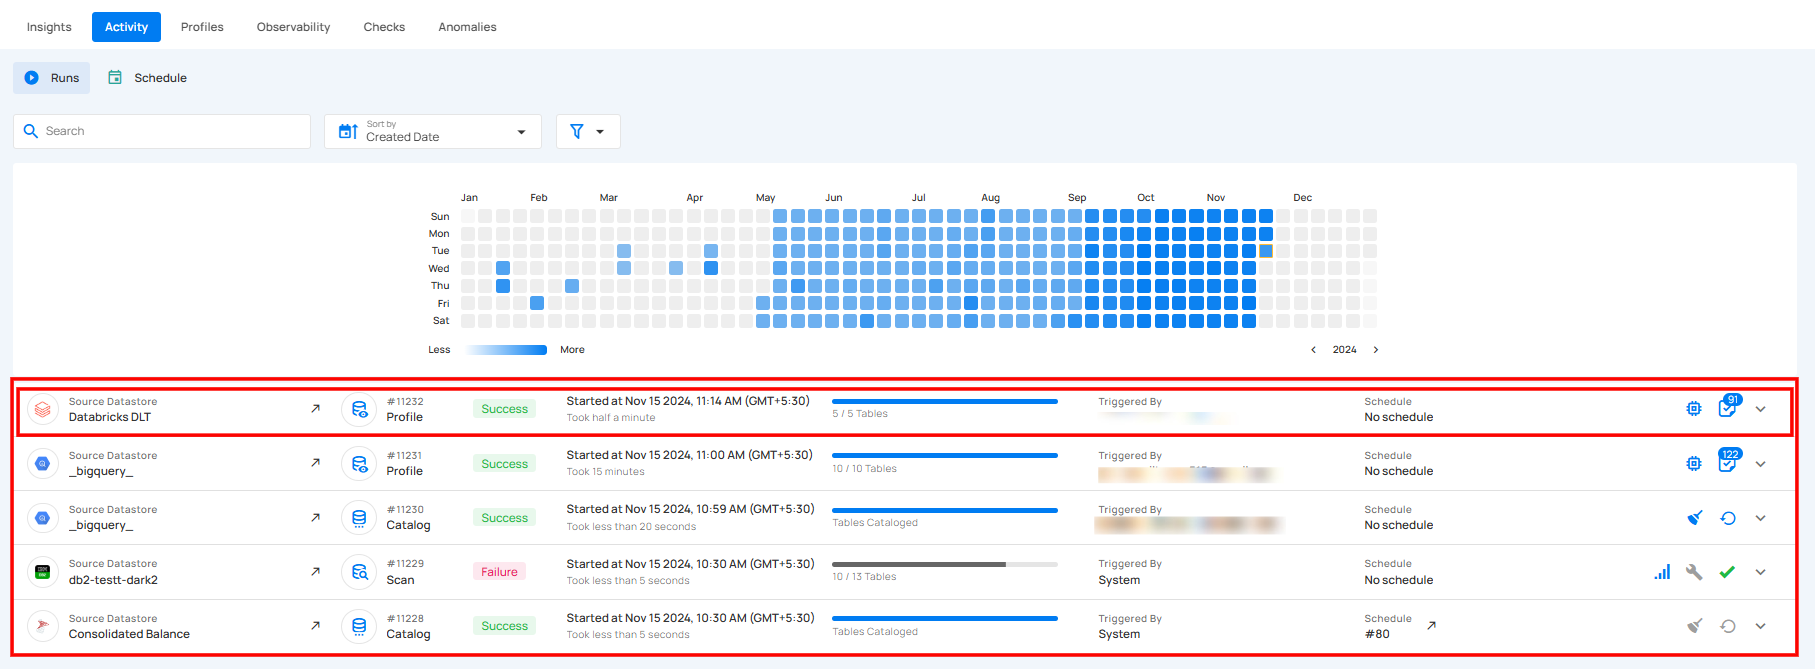 Insights Activity Profiles Observability Checks Anomalies
Runs Schedule
Search
Sort by
Created Date
Jan Feb Mar Apr May Jun Jul Aug Sep Oct Nov Dec
Sun
Mon
Tue
Wed
Thu
Fri
Sat
Less More 2024
Source Datastore
Databricks DLT
#11232
Profile
Success
Started at Nov 15 2024, 11:14 AM (GMT+5:30)
Took half a minute
5 / 5 Tables
Triggered By
Schedule
No schedule
91
Source Datastore
_bigquery_
#11231
Profile
Success
Started at Nov 15 2024, 11:00 AM (GMT+5:30)
Took 15 minutes
10 / 10 Tables
Triggered By
Schedule
No schedule
122
Source Datastore
_bigquery_
#11230
Catalog
Success
Started at Nov 15 2024, 10:59 AM (GMT+5:30)
Took less than 20 seconds
Tables Cataloged
Triggered By
Schedule
No schedule
Source Datastore
db2-testt-dark2
#11229
Scan
Failure
Started at Nov 15 2024, 10:30 AM (GMT+5:30)
Took less than 5 seconds
10 / 13 Tables
Triggered By
System
Schedule
No schedule
Source Datastore
Consolidated Balance
#11228
Catalog
Success
Started at Nov 15 2024, 10:30 AM (GMT+5:30)
Took less than 5 seconds
Tables Cataloged
Triggered By
System
Schedule
#80